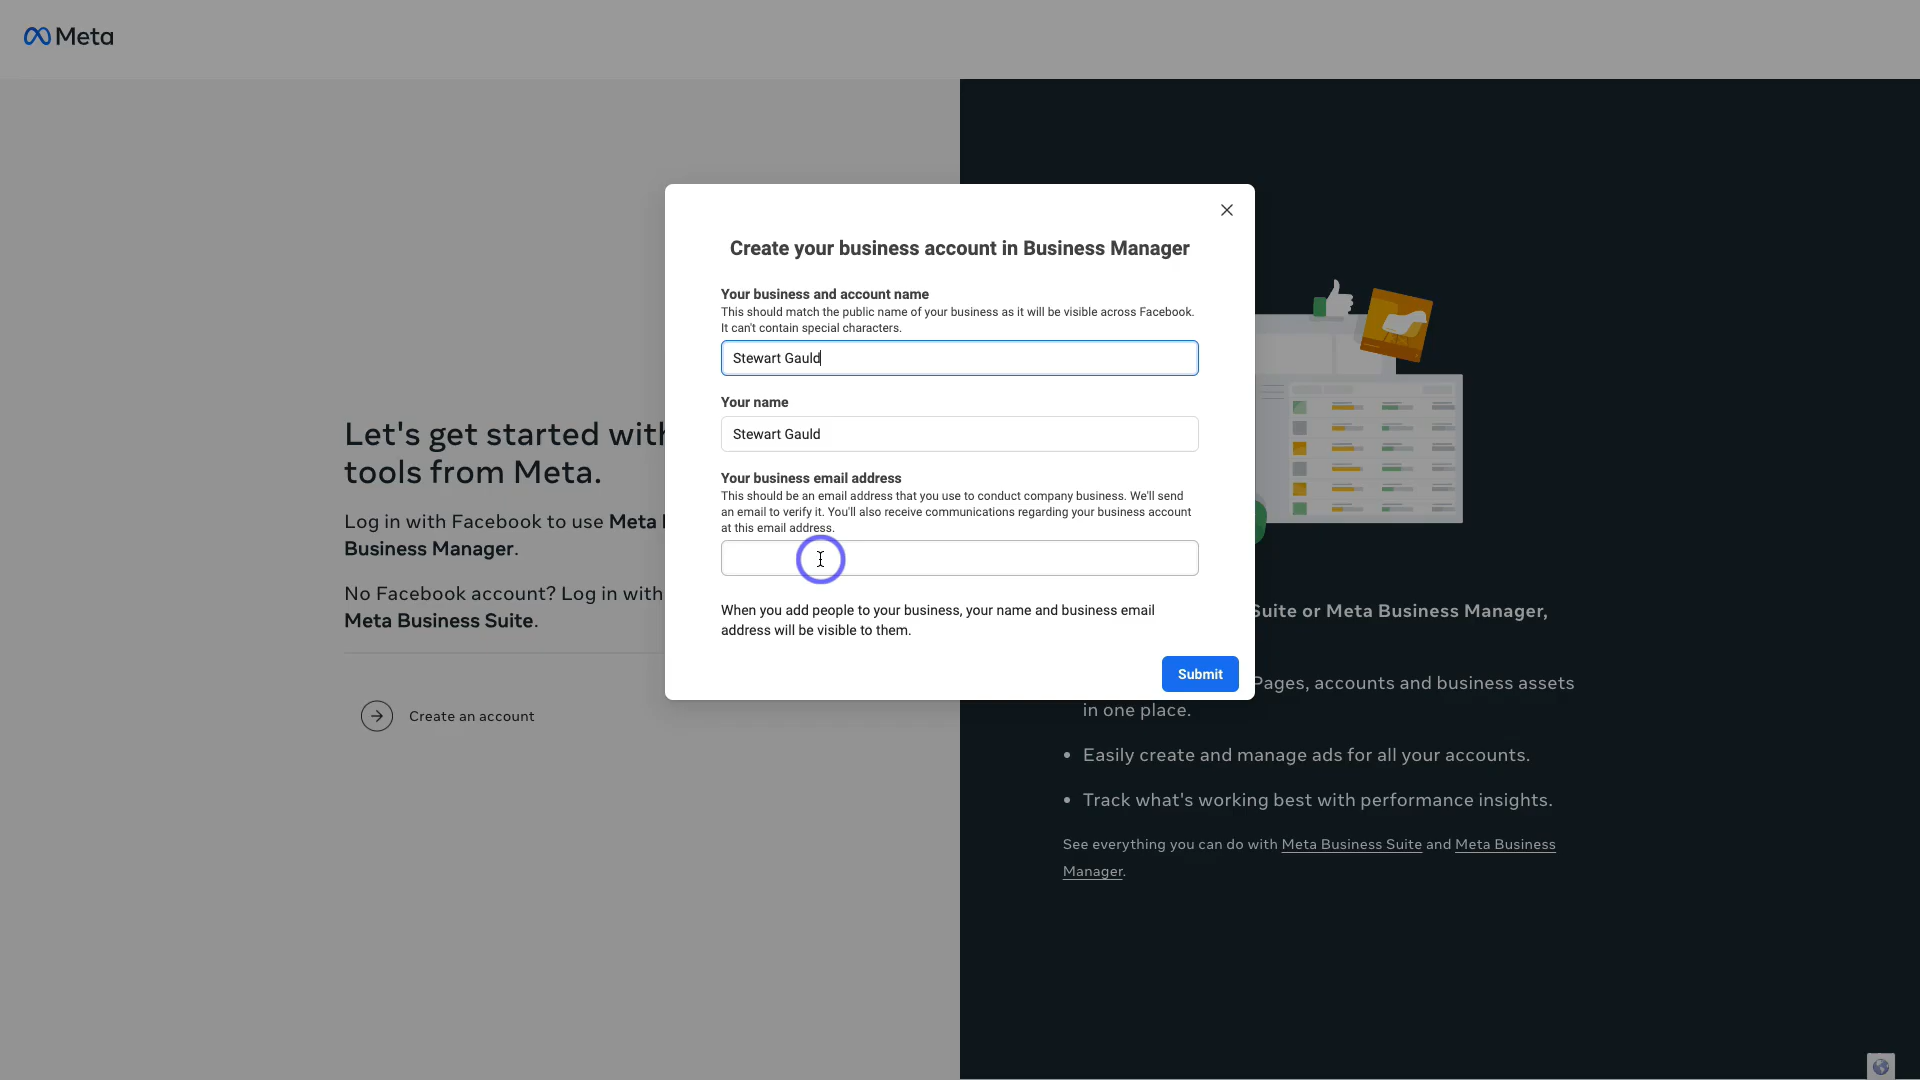 Meta
Create your business account in Business Manager
Your business and account name
This should match the public name of your business as it will be visible across Facebook.
It can't contain special characters.
Stewart Gauld
Your name
Stewart Gauld
Your business email address
This should be an email address that you use to conduct company business. We'll send
an email to verify it. You'll also receive communications regarding your business account
at this email address.
When you add people to your business, your name and business email
address will be visible to them.
Submit
Let's get started with
tools from Meta.
Log in with Facebook to use Meta
Business Manager.
No Facebook account? Log in with
Meta Business Suite.
Create an account
Suite or Meta Business Manager,
Pages, accounts and business assets
in one place.
• Easily create and manage ads for all your accounts.
• Track what's working best with performance insights.
See everything you can do with Meta Business Suite and Meta Business
Manager.